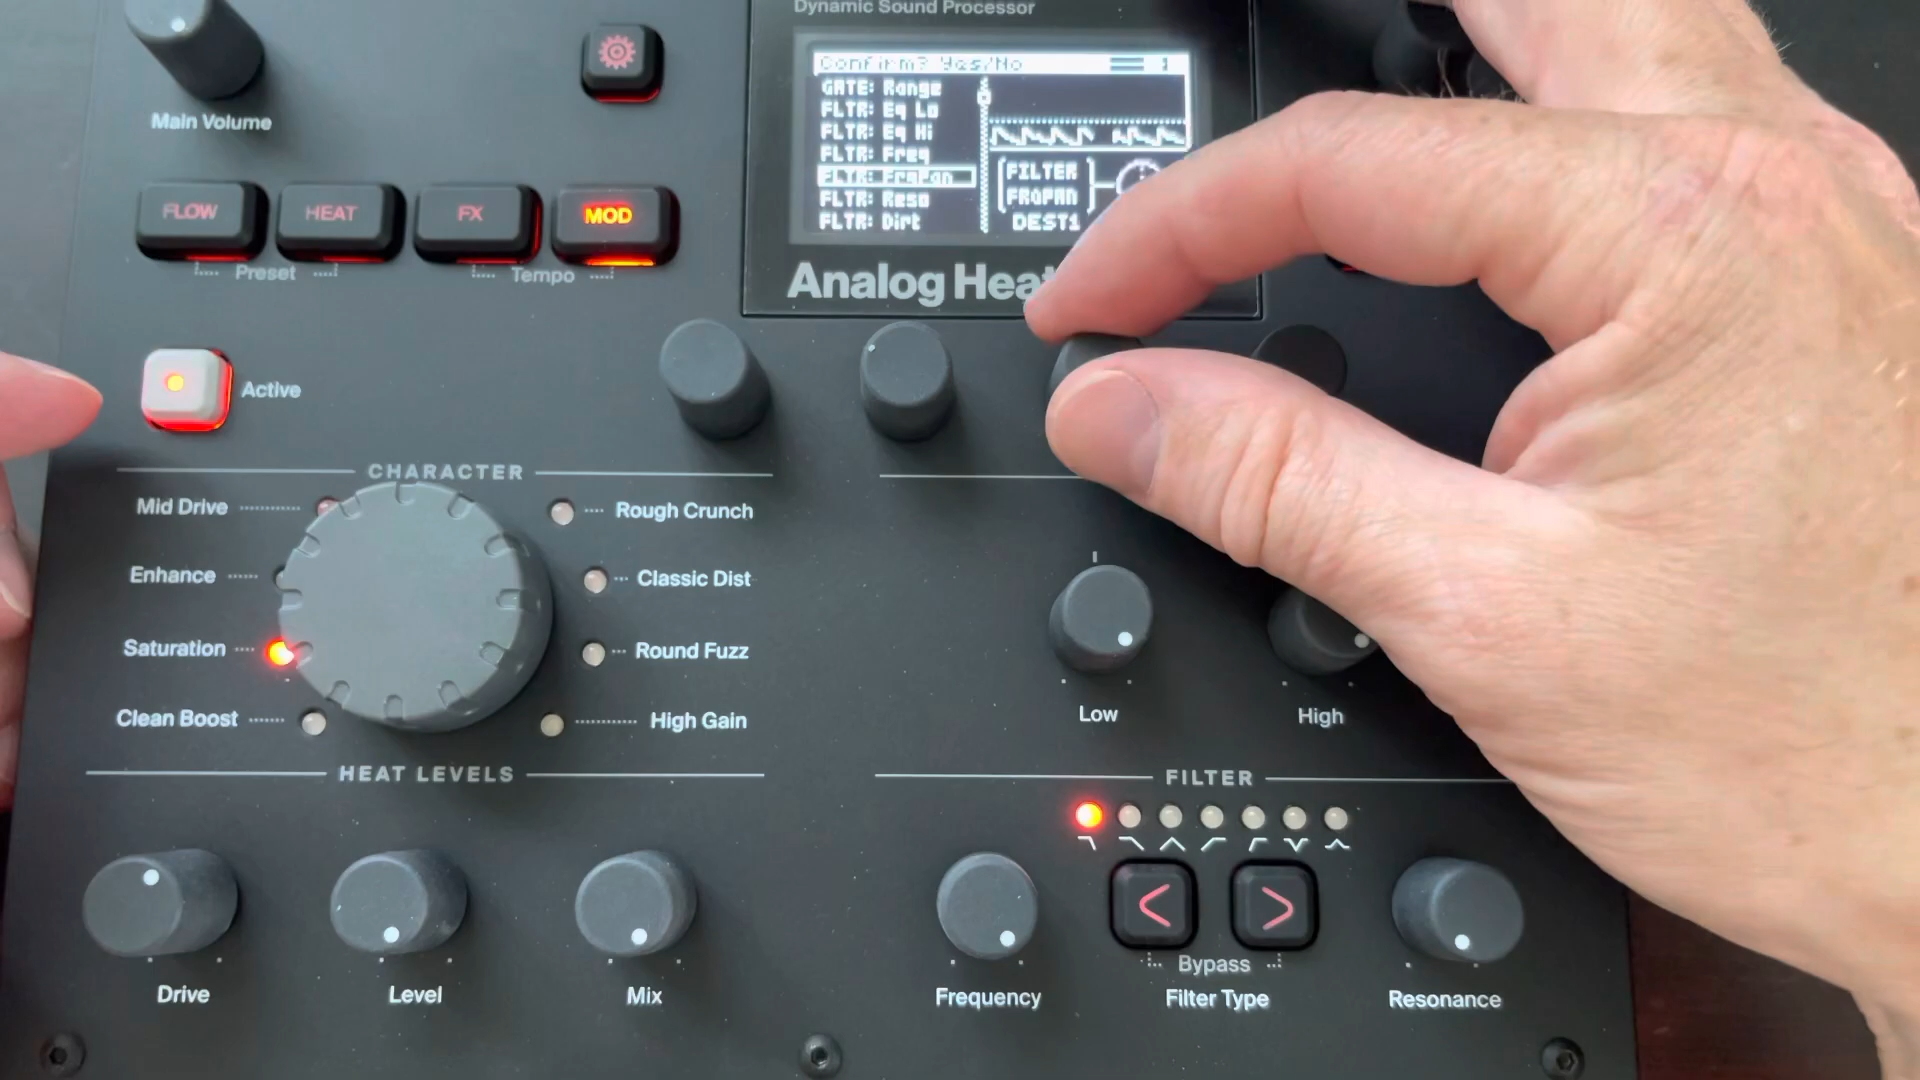 Dynamic Sound Processor
Confirm? Yes/No
GATE: Range
FLTR: Eq Lo
FLTR: Eq Hi
FLTR: Freq
FLTR: FrqPan
FLTR: Reso
FLTR: Dirt
FILTER
FRQPAN
DEST1
Analog Heat
Main Volume
FLOW
HEAT
FX
MOD
Preset
Tempo
Active
CHARACTER
Mid Drive
Enhance
Saturation
Clean Boost
Rough Crunch
Classic Dist
Round Fuzz
High Gain
Low
High
HEAT LEVELS
Drive
Level
Mix
FILTER
Frequency
Bypass
Filter Type
Resonance